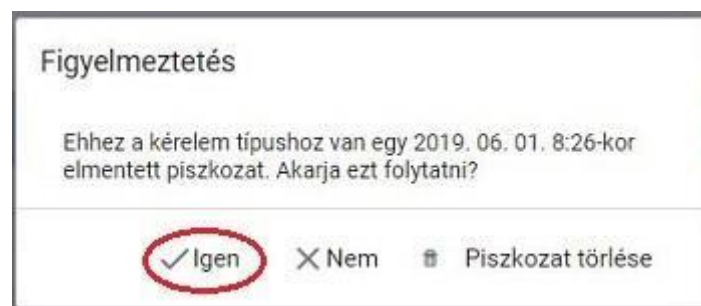 Figyelmeztetés
Ehhez a kérelem típushoz van egy 2019. 06. 01. 8:26-kor
elmentett piszkozat. Akarja ezt folytatni?
Igen Nem Piszkozat törlése